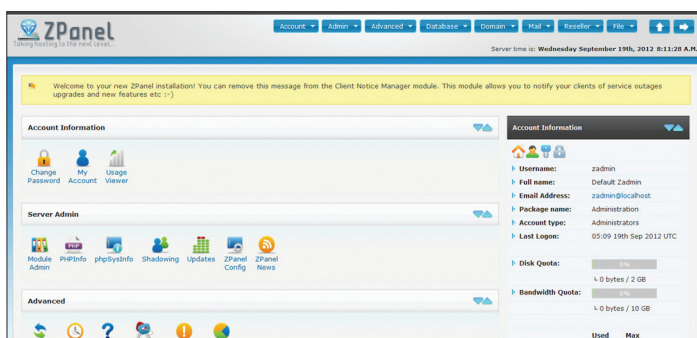 ZPanel
Taking hosting to the next level...
Account Admin Advanced Database Domain Mail Reseller File
Server time is: Wednesday September 19th, 2012 8:11:28 A.M.
Welcome to your new ZPanel installation! You can remove this message from the Client Notice Manager module. This module allows you to notify your clients of service outages
upgrades and new features etc :-)
Account Information
Change Password
My Account
Usage Viewer
Server Admin
Module Admin
PHP
PHPInfo
phpSysInfo
Shadowing
Updates
ZPanel Config
ZPanel News
Advanced
Account Information
Username: zadmin
Full name: Default Zadmin
Email Address: zadmin@localhost
Package name: Administration
Account type: Administrators
Last Logon: 03:09 19th Sep 2012 UTC
Disk Quota: 0%
0 bytes / 2 GB
Bandwidth Quota: 0%
0 bytes / 10 GB
Used Max